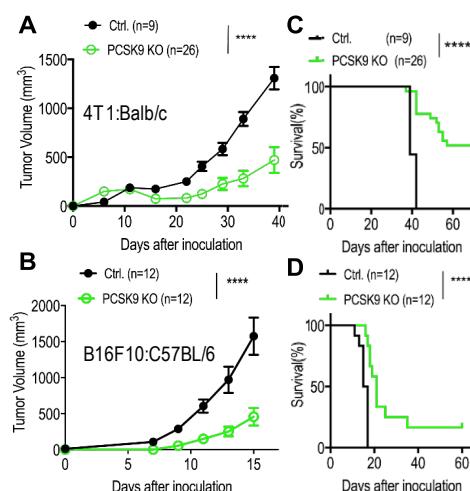 A
Ctrl. (n=9)
PCSK9 KO (n=26)
****
4T1:Balb/c
Tumor Volume (mm³)
1500
1000
500
0
0 10 20 30 40
Days after inoculation
C
Ctrl. (n=9)
PCSK9 KO (n=26)
****
Survival(%)
100
50
0
0 20 40 60
Days after inoculation
B
Ctrl. (n=12)
PCSK9 KO (n=12)
****
B16F10:C57BL/6
Tumor Volume (mm³)
2000
1500
1000
500
0
0 5 10 15
Days after inoculation
D
Ctrl. (n=12)
PCSK9 KO (n=12)
****
Survival(%)
100
50
0
0 20 40 60
Days after inoculation